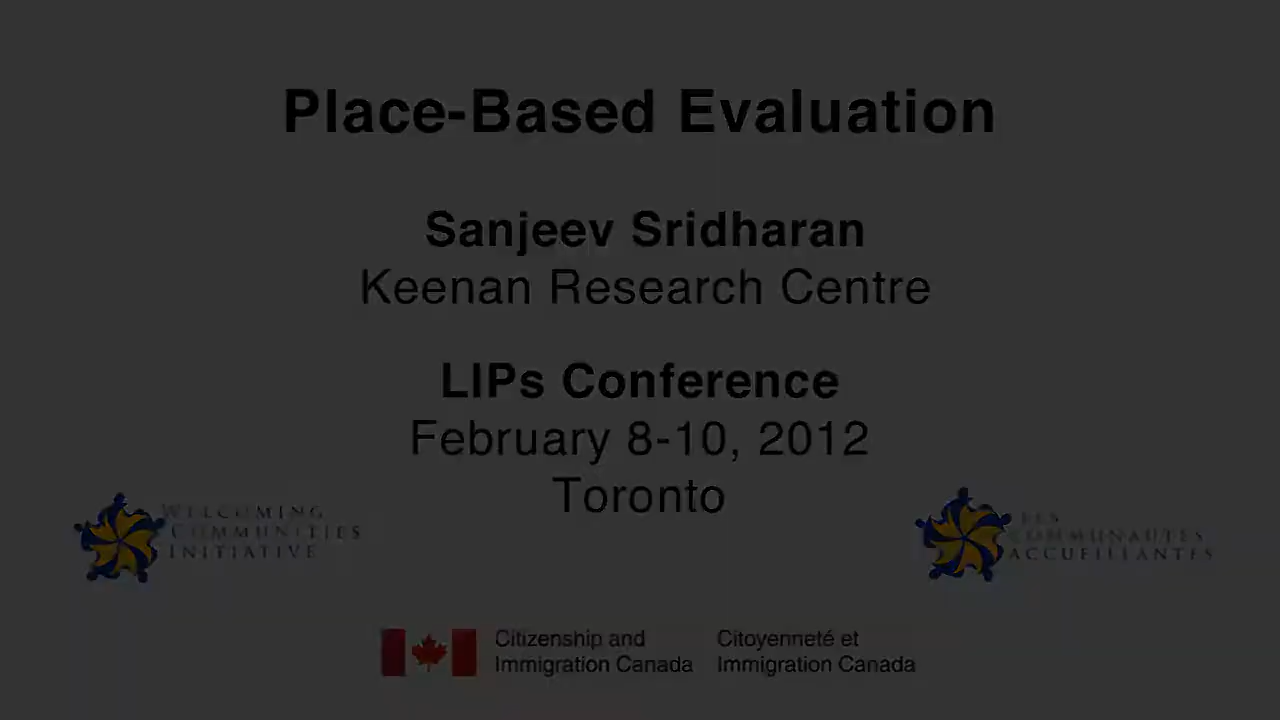 Place-Based Evaluation
Sanjeev Sridharan
Keenan Research Centre
LIPs Conference
February 8-10, 2012
Toronto
WELCOMING
COMMUNITIES
INITIATIVE
LES
COMMUNAUTÉS
ACCUEILLANTES
Citizenship and
Immigration Canada
Citoyenneté et
Immigration Canada